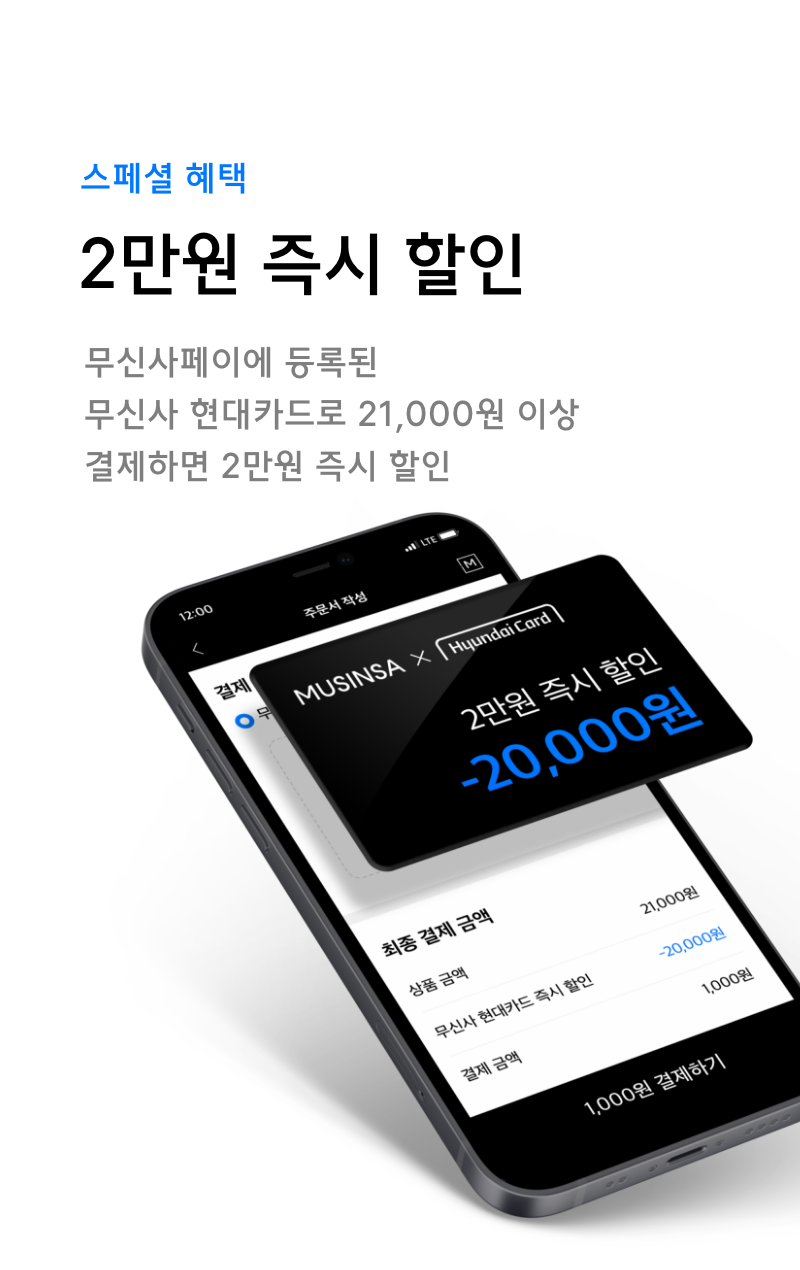 스페셜 혜택
2만원 즉시 할인
무신사페이에 등록된
무신사 현대카드로 21,000원 이상
결제하면 2만원 즉시 할인
12:00
LTE
주문서 작성
M
결제
무
MUSINSA × Hyundai Card
2만원 즉시 할인
-20,000원
최종 결제 금액
상품 금액 21,000원
무신사 현대카드 즉시 할인 -20,000원
결제 금액 1,000원
1,000원 결제하기